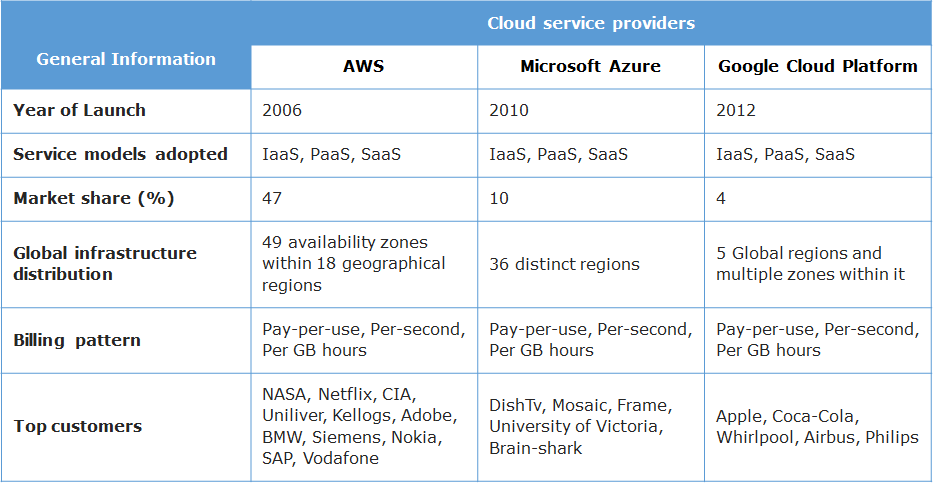 Cloud service providers
General Information
AWS
Microsoft Azure
Google Cloud Platform
Year of Launch
2006
2010
2012
Service models adopted
IaaS, PaaS, SaaS
IaaS, PaaS, SaaS
IaaS, PaaS, SaaS
Market share (%)
47
10
4
Global infrastructure
distribution
49 availability zones
within 18 geographical
regions
36 distinct regions
5 Global regions and
multiple zones within it
Billing pattern
Pay-per-use, Per-second,
Per GB hours
Pay-per-use, Per-second,
Per GB hours
Pay-per-use, Per-second,
Per GB hours
Top customers
NASA, Netflix, CIA,
Uniliver, Kellogs, Adobe,
BMW, Siemens, Nokia,
SAP, Vodafone
DishTv, Mosaic, Frame,
University of Victoria,
Brain-shark
Apple, Coca-Cola,
Whirlpool, Airbus, Philips